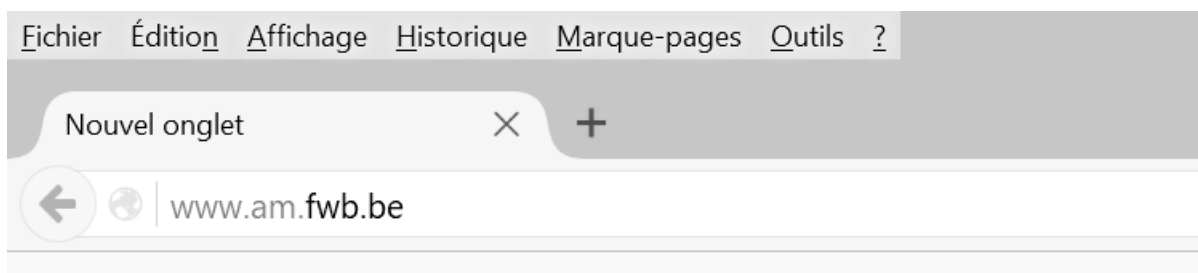 Fichier Édition Affichage Historique Marque-pages Outils ?
Nouvel onglet
www.am.fwb.be